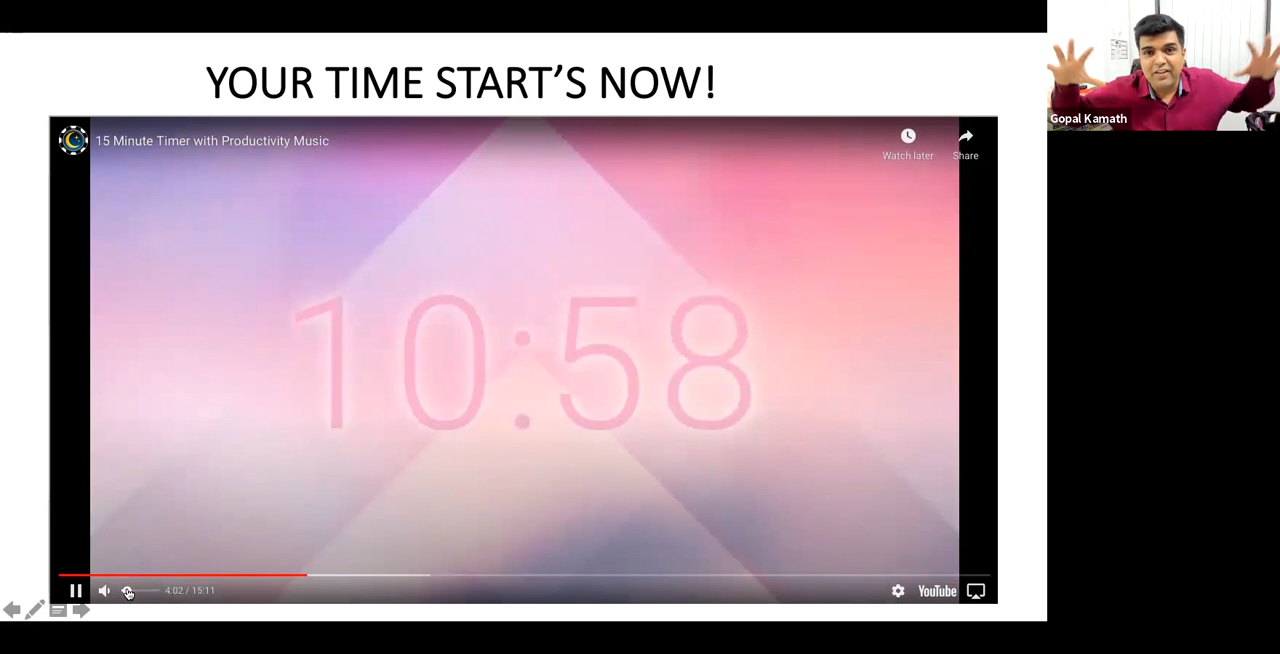 YOUR TIME START’S NOW!
15 Minute Timer with Productivity Music
Watch later
Share
Gopal Kamath
10:58
4:02 / 15:11
YouTube